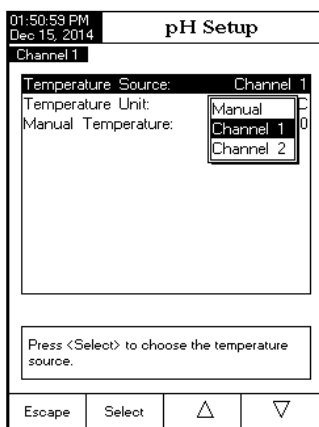 01:50:59 PM
Dec 15, 2014
pH Setup
Channel 1
Temperature Source: Channel 1
Temperature Unit: C
Manual Temperature: 0
Manual
Channel 1
Channel 2
Press <Select> to choose the temperature
source.
Escape Select △ ▽